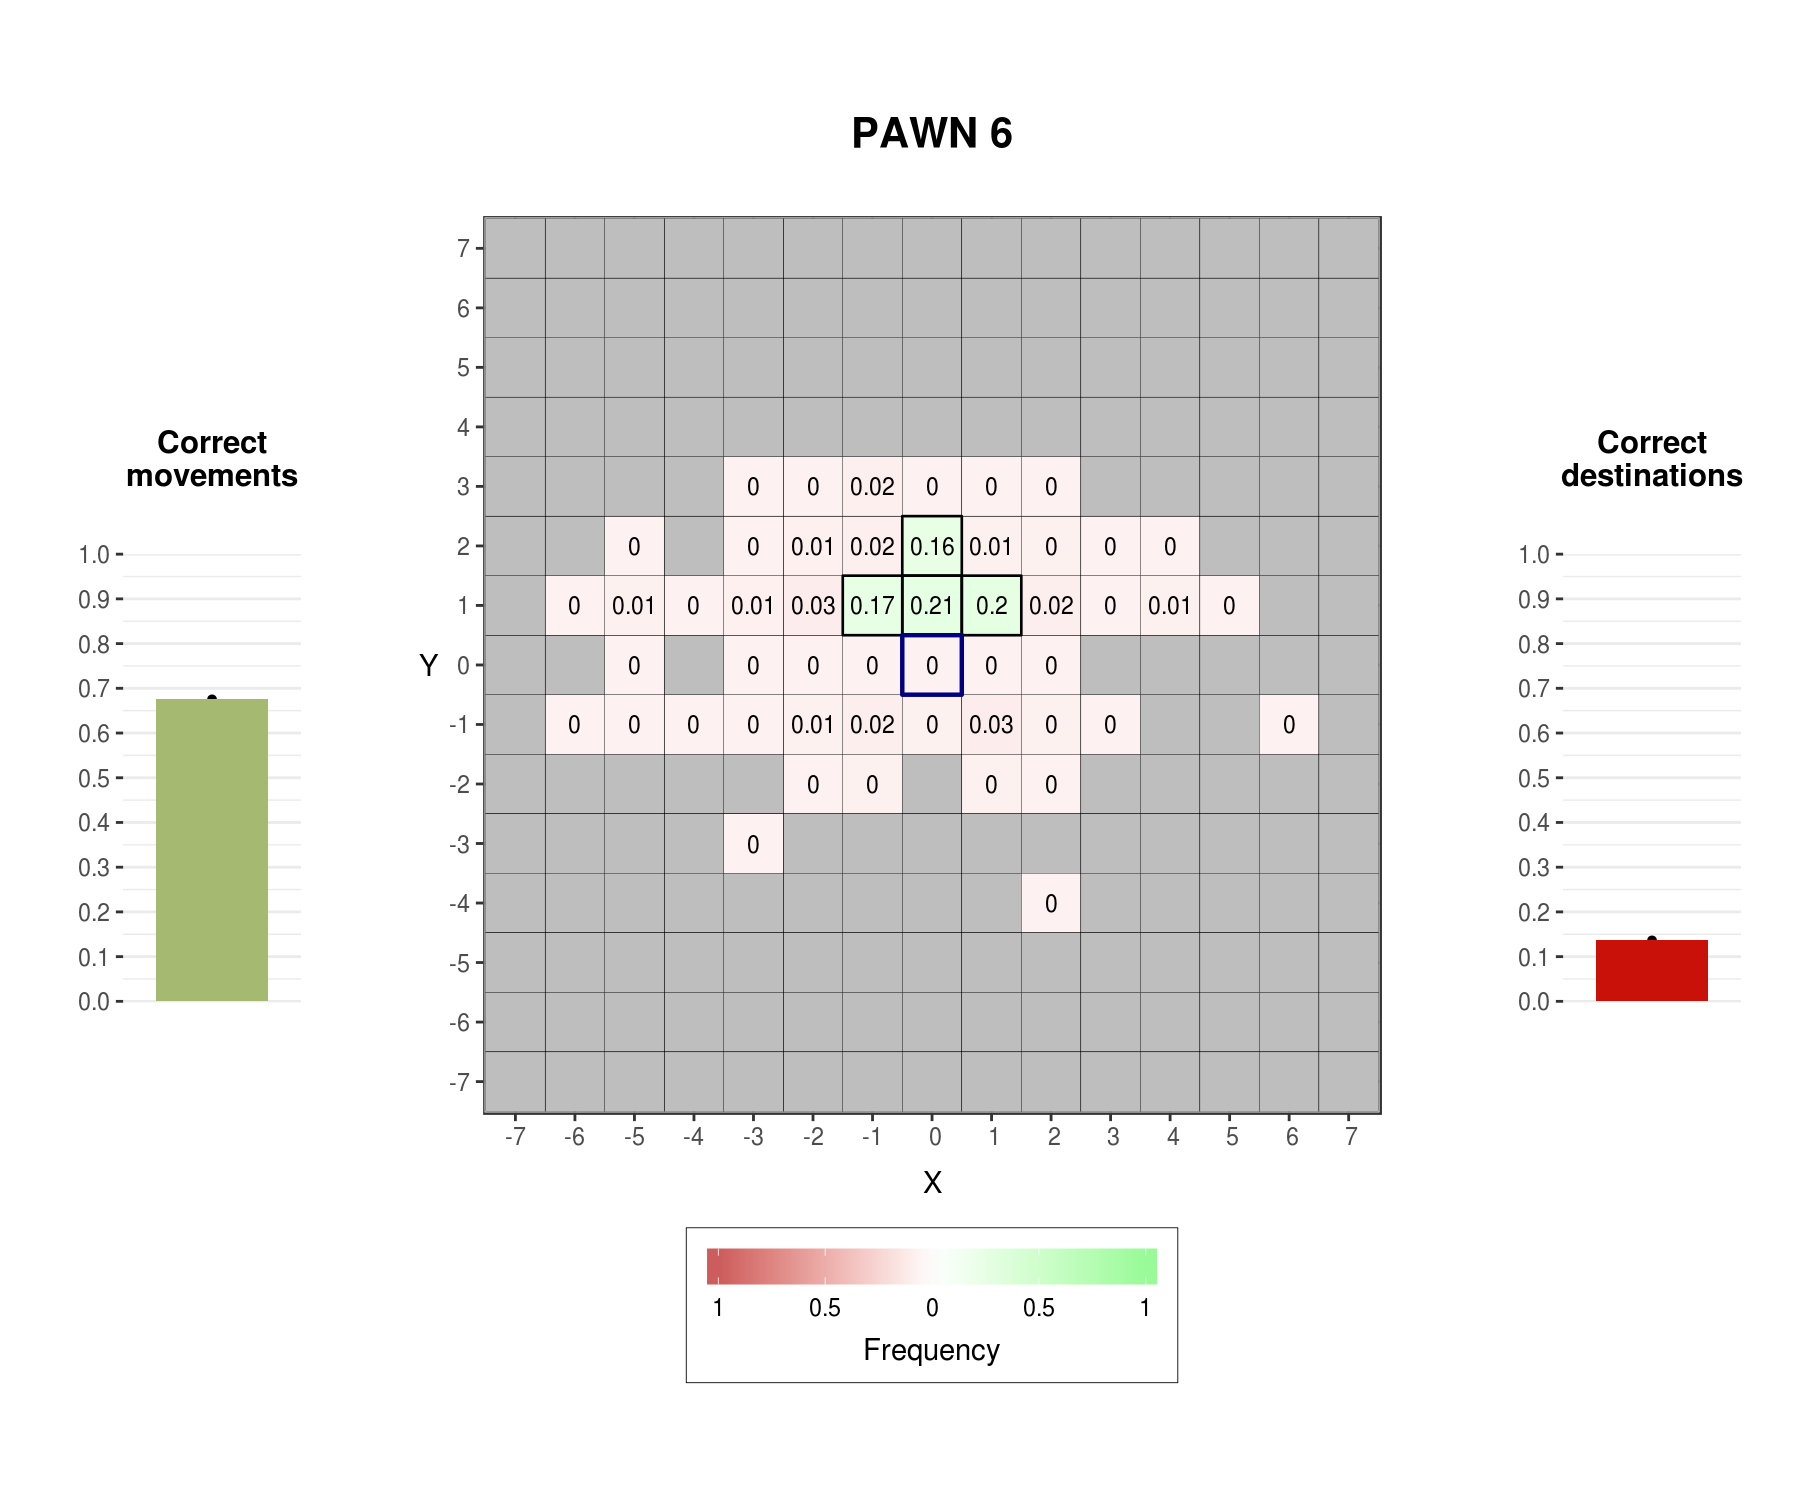 PAWN 6
Correct
movements
1.0
0.9
0.8
0.7
0.6
0.5
0.4
0.3
0.2
0.1
0.0
Y
7
6
5
4
3 0 0 0.02 0 0 0
2 0 0 0.01 0.02 0.16 0.01 0 0 0
1 0 0.01 0 0.01 0.03 0.17 0.21 0.2 0.02 0 0.01 0
0 0 0 0 0 0 0 0
-1 0 0 0 0 0.01 0.02 0 0.03 0 0 0
-2 0 0 0 0
-3 0
-4 0
-5
-6
-7
-7 -6 -5 -4 -3 -2 -1 0 1 2 3 4 5 6 7
X
1 0.5 0 0.5 1
Frequency
Correct
destinations
1.0
0.9
0.8
0.7
0.6
0.5
0.4
0.3
0.2
0.1
0.0